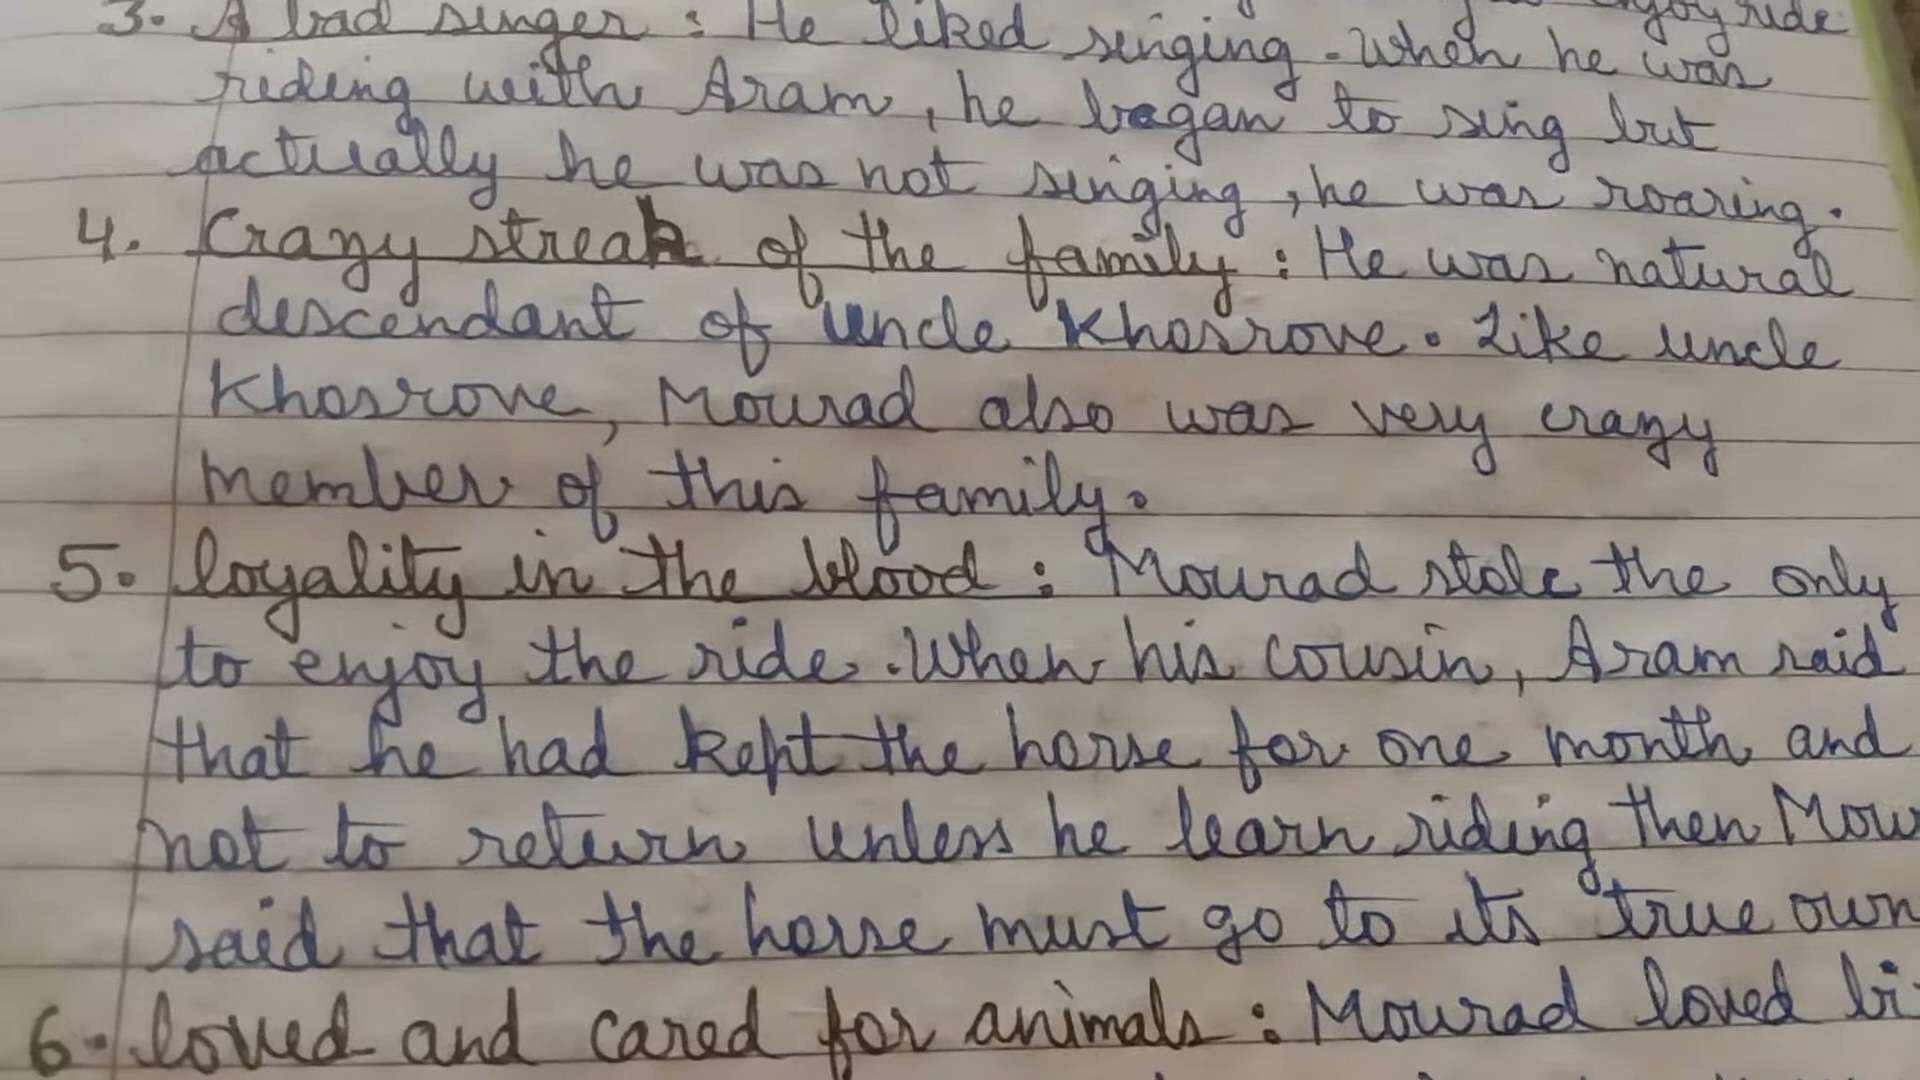 enjoy ride
3. A bad singer : He liked singing. When he was
riding with Aram, he began to sing but
actually he was not singing, he was roaring.
4. Crazy streak of the family : He was natural
descendant of uncle Khosrove. Like uncle
Khosrove, Mourad also was very crazy
member of this family.
5. loyality in the blood : Mourad stole the only
to enjoy the ride. When his cousin, Aram said
that he had kept the horse for one month and
not to return unless he learn riding then Mou
said that the horse must go to its true own
6. loved and cared for animals : Mourad loved bi